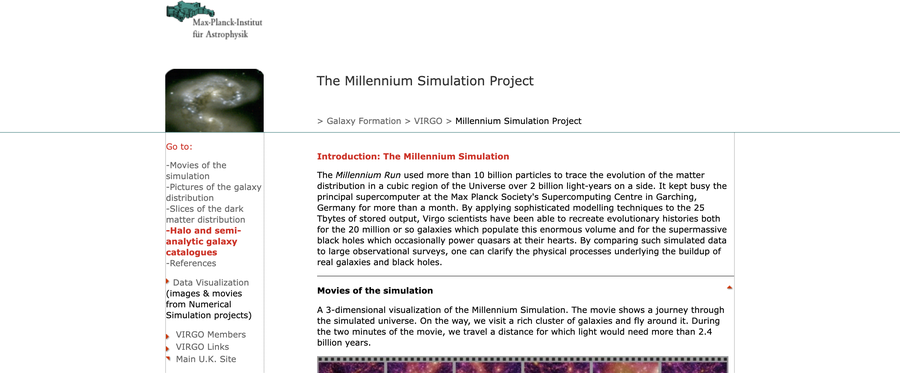 Max-Planck-Institut
für Astrophysik
The Millennium Simulation Project
> Galaxy Formation > VIRGO > Millennium Simulation Project
Go to:
-Movies of the
simulation
-Pictures of the galaxy
distribution
-Slices of the dark
matter distribution
-Halo and semi-
analytic galaxy
catalogues
-References
Data Visualization
(images & movies
from Numerical
Simulation projects)
VIRGO Members
VIRGO Links
Main U.K. Site
Introduction: The Millennium Simulation
The Millennium Run used more than 10 billion particles to trace the evolution of the matter
distribution in a cubic region of the Universe over 2 billion light-years on a side. It kept busy the
principal supercomputer at the Max Planck Society's Supercomputing Centre in Garching,
Germany for more than a month. By applying sophisticated modelling techniques to the 25
Tbytes of stored output, Virgo scientists have been able to recreate evolutionary histories both
for the 20 million or so galaxies which populate this enormous volume and for the supermassive
black holes which occasionally power quasars at their hearts. By comparing such simulated data
to large observational surveys, one can clarify the physical processes underlying the buildup of
real galaxies and black holes.
Movies of the simulation
A 3-dimensional visualization of the Millennium Simulation. The movie shows a journey through
the simulated universe. On the way, we visit a rich cluster of galaxies and fly around it. During
the two minutes of the movie, we travel a distance for which light would need more than 2.4
billion years.